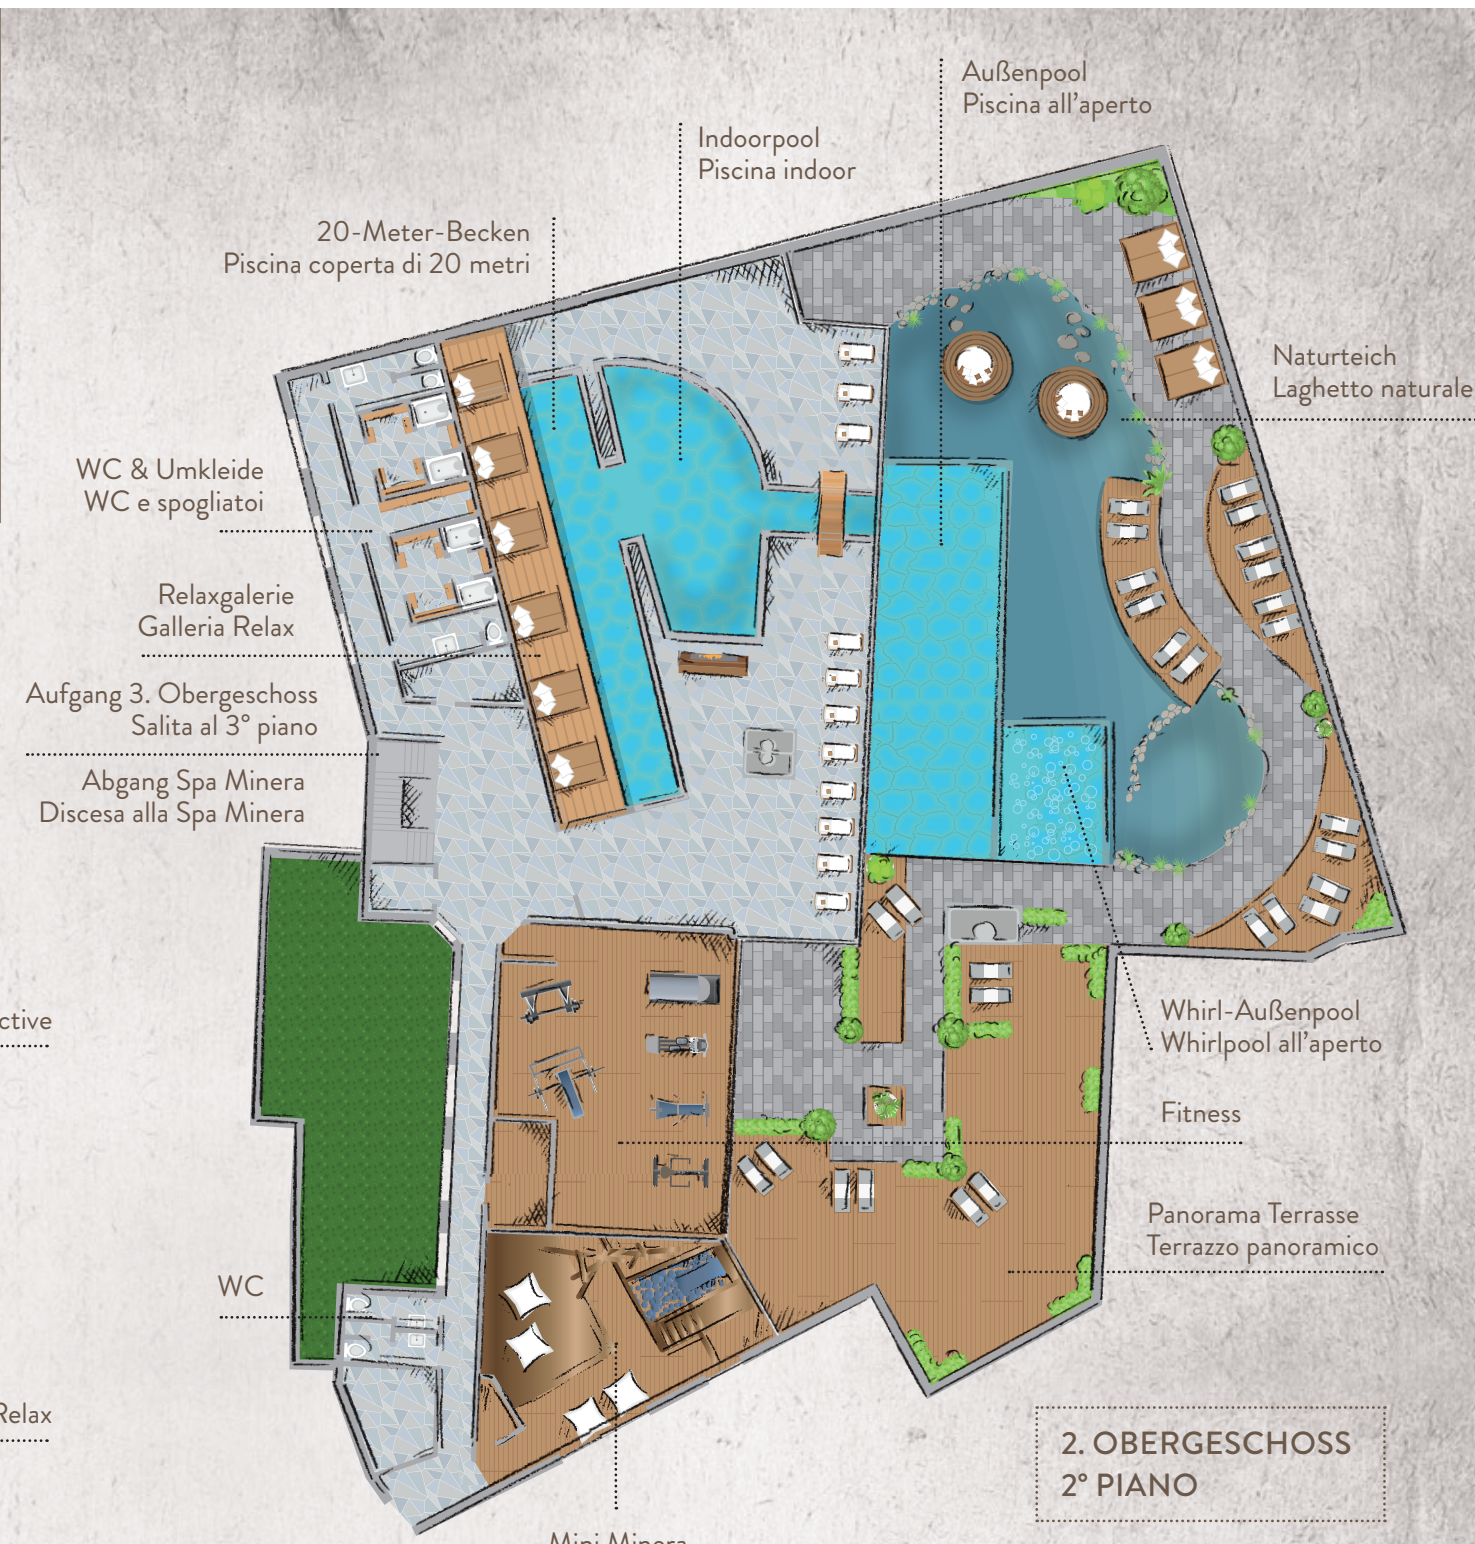 Außenpool
Piscina all'aperto
Indoorpool
Piscina indoor
20-Meter-Becken
Piscina coperta di 20 metri
Naturteich
Laghetto naturale
WC & Umkleide
WC e spogliatoi
Relaxgalerie
Galleria Relax
Aufgang 3. Obergeschoss
Salita al 3° piano
Abgang Spa Minera
Discesa alla Spa Minera
ctive
Whirl-Außenpool
Whirlpool all'aperto
Fitness
Panorama Terrasse
Terrazzo panoramico
WC
Relax
2. OBERGESCHOSS
2° PIANO
Mini Minera